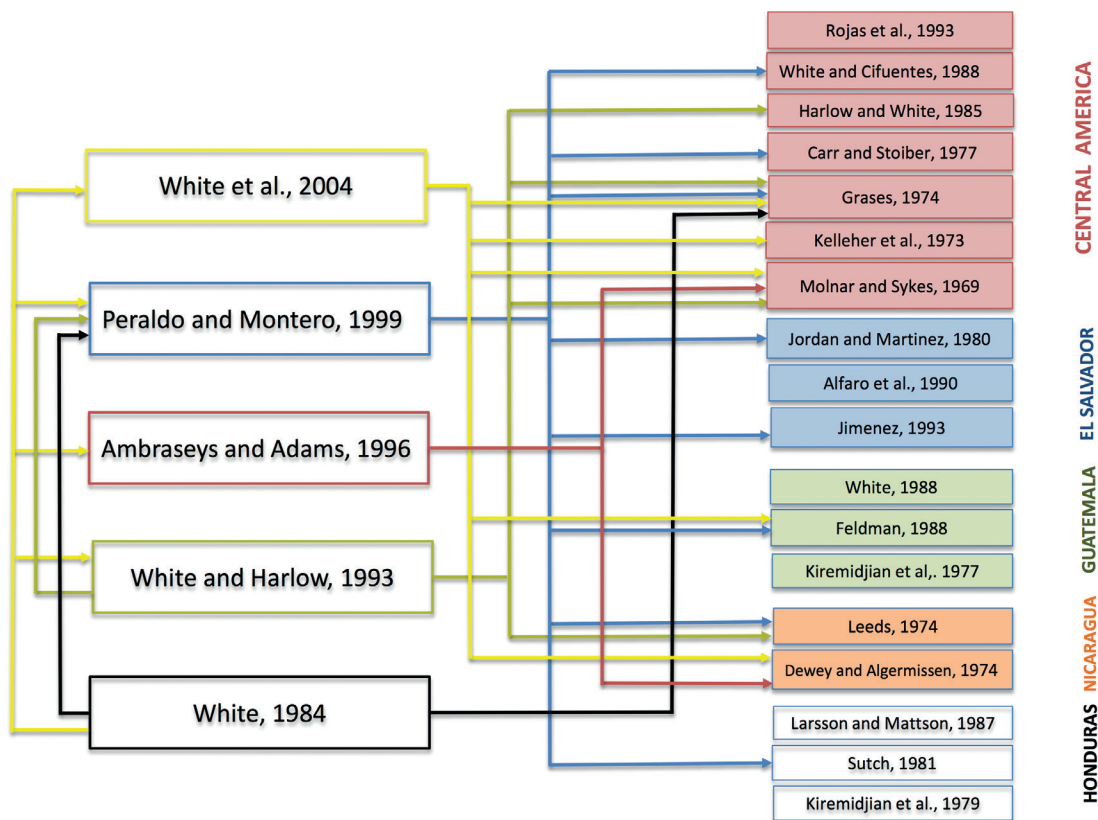 White et al., 2004
Peraldo and Montero, 1999
Ambraseys and Adams, 1996
White and Harlow, 1993
White, 1984
Rojas et al., 1993
White and Cifuentes, 1988
Harlow and White, 1985
Carr and Stoiber, 1977
Grases, 1974
Kelleher et al., 1973
Molnar and Sykes, 1969
Jordan and Martinez, 1980
Alfaro et al., 1990
Jimenez, 1993
White, 1988
Feldman, 1988
Kiremidjian et al,. 1977
Leeds, 1974
Dewey and Algermissen, 1974
Larsson and Mattson, 1987
Sutch, 1981
Kiremidjian et al., 1979
CENTRAL AMERICA
EL SALVADOR
GUATEMALA
NICARAGUA
HONDURAS